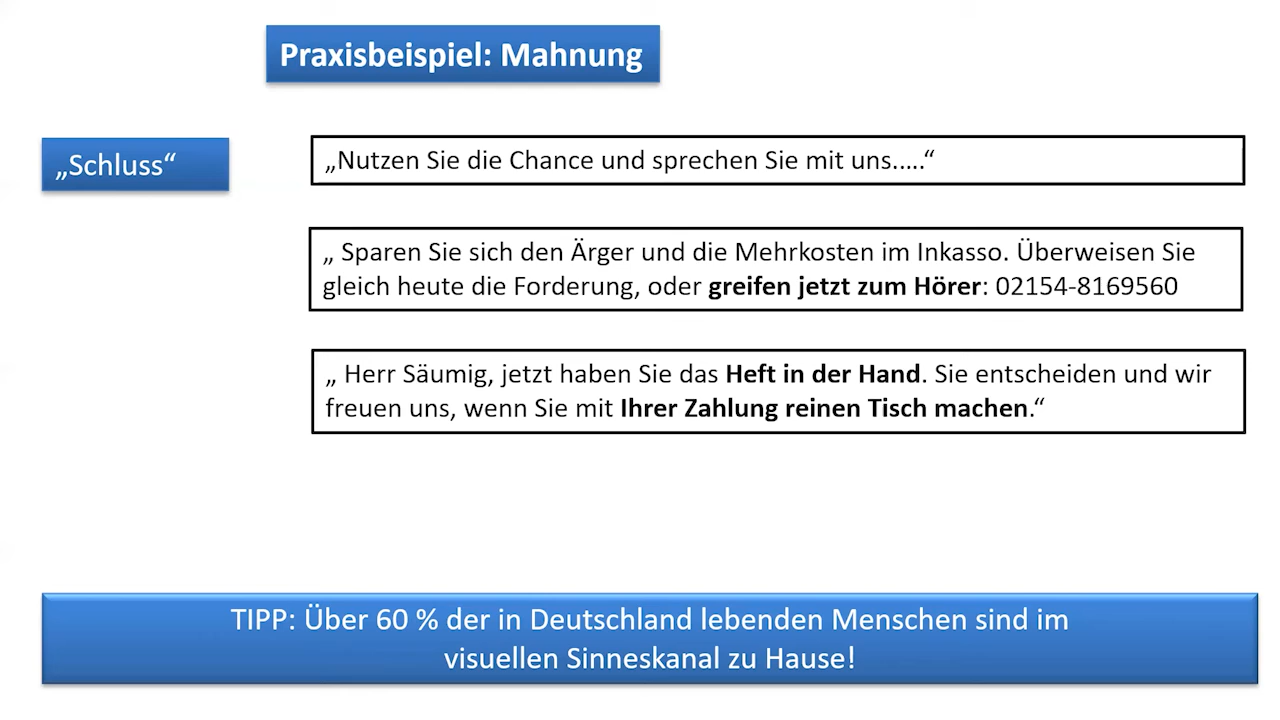 Praxisbeispiel: Mahnung
„Schluss“
„Nutzen Sie die Chance und sprechen Sie mit uns.....“
„ Sparen Sie sich den Ärger und die Mehrkosten im Inkasso. Überweisen Sie
gleich heute die Forderung, oder greifen jetzt zum Hörer: 02154-8169560
„ Herr Säumig, jetzt haben Sie das Heft in der Hand. Sie entscheiden und wir
freuen uns, wenn Sie mit Ihrer Zahlung reinen Tisch machen.“
TIPP: Über 60 % der in Deutschland lebenden Menschen sind im
visuellen Sinneskanal zu Hause!